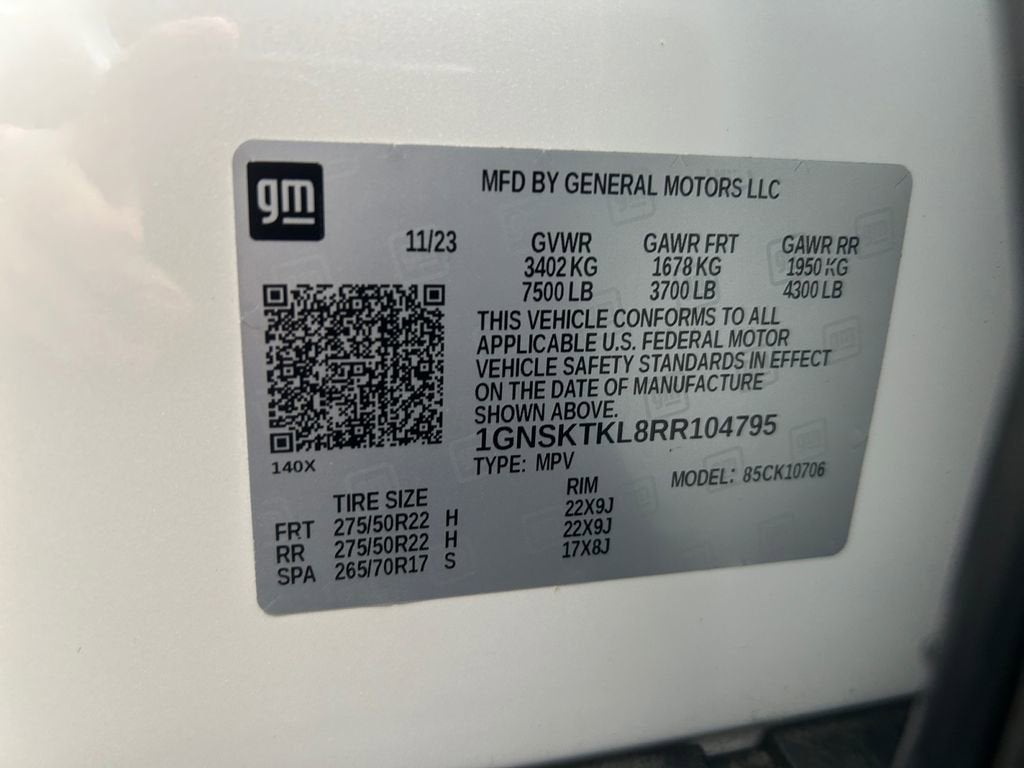 gm
MFD BY GENERAL MOTORS LLC
11/23
GVWR GAWR FRT GAWR RR
3402 KG 1678 KG 1950 KG
7500 LB 3700 LB 4300 LB
THIS VEHICLE CONFORMS TO ALL
APPLICABLE U.S. FEDERAL MOTOR
VEHICLE SAFETY STANDARDS IN EFFECT
ON THE DATE OF MANUFACTURE
SHOWN ABOVE.
1GNSKTKL8RR104795
140X
TYPE: MPV MODEL: 85CK10706
TIRE SIZE RIM
FRT 275/50R22 H 22X9J
RR 275/50R22 H 22X9J
SPA 265/70R17 S 17X8J